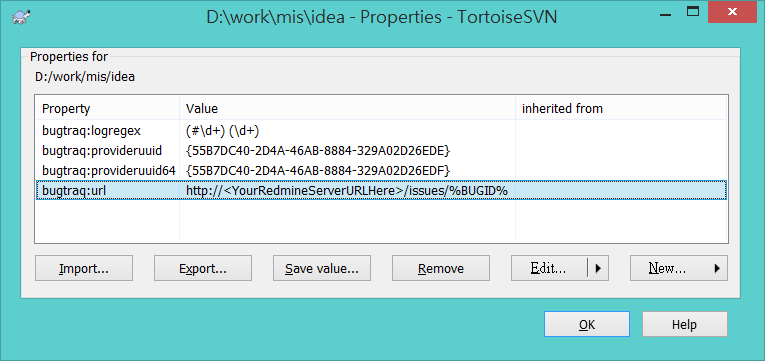 D:\work\mis\idea - Properties - TortoiseSVN
Properties for
D:/work/mis/idea
Property Value inherited from
bugtraq:logregex (#\d+) (\d+)
bugtraq:provideruuid {55B7DC40-2D4A-46AB-8884-329A02D26EDE}
bugtraq:provideruuid64 {55B7DC40-2D4A-46AB-8884-329A02D26EDF}
bugtraq:url http://<YourRedmineServerURLHere>/issues/%BUGID%
Import... Export... Save value... Remove Edit... New...
OK Help